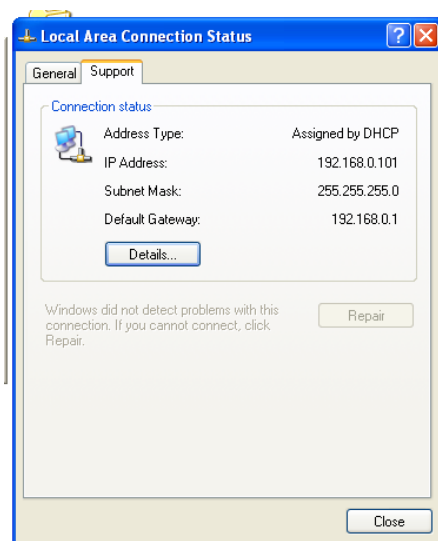 Local Area Connection Status
General Support
Connection status
Address Type: Assigned by DHCP
IP Address: 192.168.0.101
Subnet Mask: 255.255.255.0
Default Gateway: 192.168.0.1
Details...
Windows did not detect problems with this
connection. If you cannot connect, click
Repair.
Repair
Close